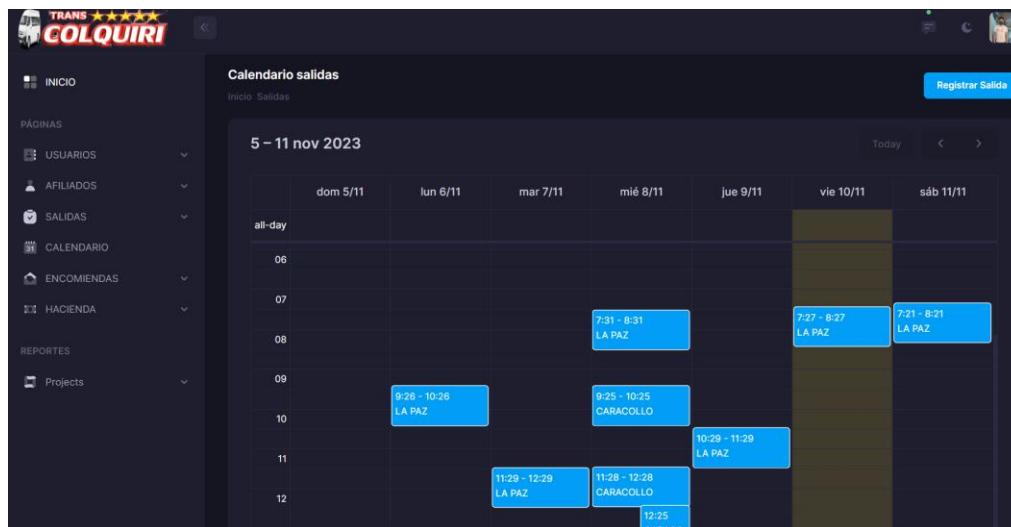 TRANS
COLQUIRI
INICIO
PÁGINAS
USUARIOS
AFILIADOS
SALIDAS
31 CALENDARIO
ENCOMIENDAS
HACIENDA
REPORTES
Projects
Calendario salidas
Inicio Salidas
Registrar Salida
5 – 11 nov 2023
Today
dom 5/11 lun 6/11 mar 7/11 mié 8/11 jue 9/11 vie 10/11 sáb 11/11
all-day
06
07
7:31 - 8:31
LA PAZ
7:27 - 8:27
LA PAZ
7:21 - 8:21
LA PAZ
08
09
9:26 - 10:26
LA PAZ
9:25 - 10:25
CARACOLLO
10
10:29 - 11:29
LA PAZ
11
11:29 - 12:29
LA PAZ
11:28 - 12:28
CARACOLLO
12
12:25